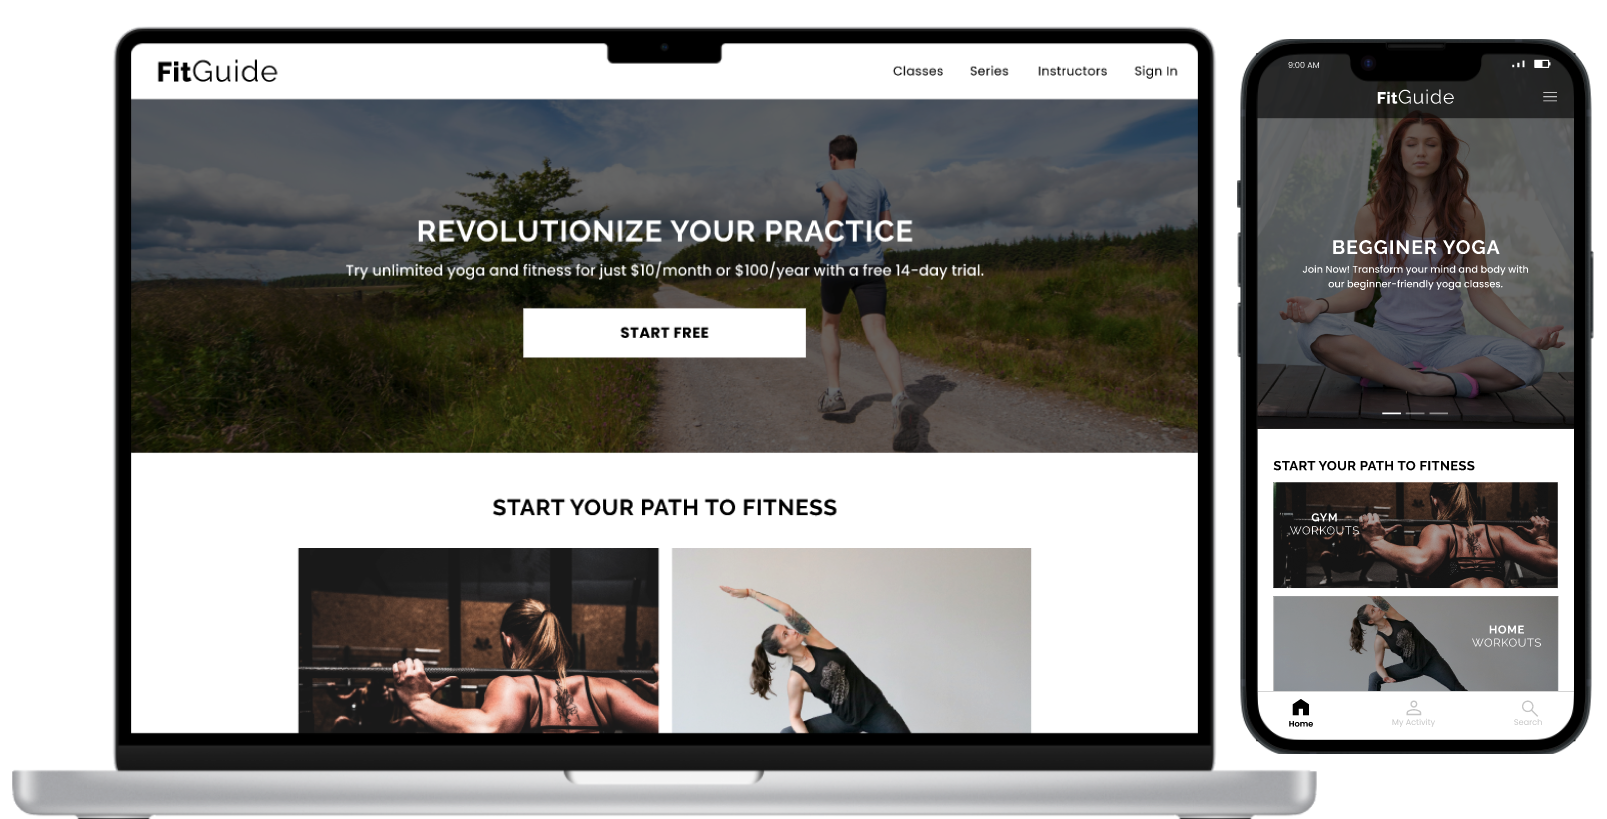 FitGuide
Classes Series Instructors Sign In
REVOLUTIONIZE YOUR PRACTICE
Try unlimited yoga and fitness for just $10/month or $100/year with a free 14-day trial.
START FREE
START YOUR PATH TO FITNESS
9:00 AM
FitGuide
BEGGINER YOGA
Join Now! Transform your mind and body with
our beginner-friendly yoga classes.
START YOUR PATH TO FITNESS
GYM
WORKOUTS
HOME
WORKOUTS
Home My Activity Search